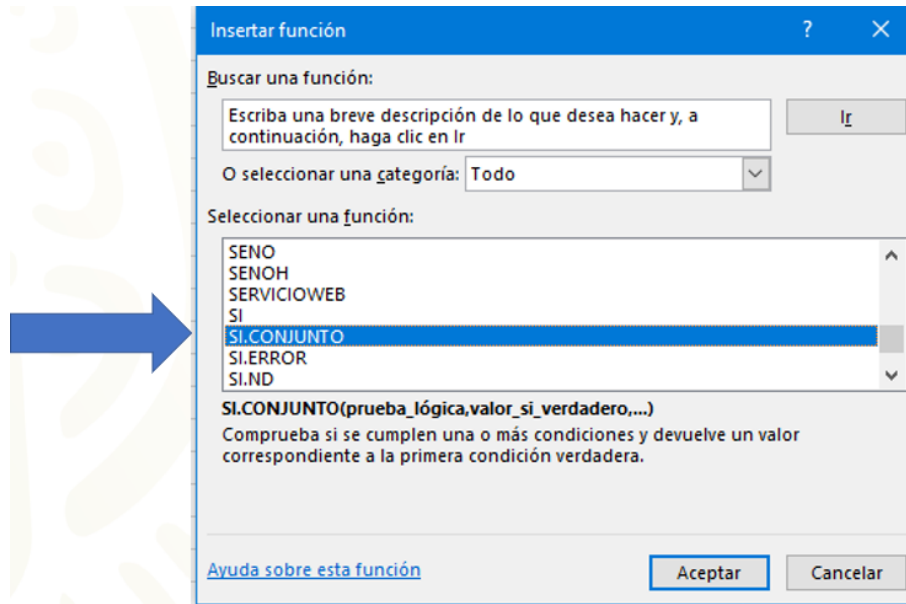 Insertar función
?
Buscar una función:
Escriba una breve descripción de lo que desea hacer y, a
continuación, haga clic en Ir
Ir
O seleccionar una categoría: Todo
Seleccionar una función:
SENO
SENOH
SERVICIOWEB
SI
SI.CONJUNTO
SI.ERROR
SI.ND
SI.CONJUNTO(prueba_lógica,valor_si_verdadero,...)
Comprueba si se cumplen una o más condiciones y devuelve un valor
correspondiente a la primera condición verdadera.
Ayuda sobre esta función
Aceptar
Cancelar